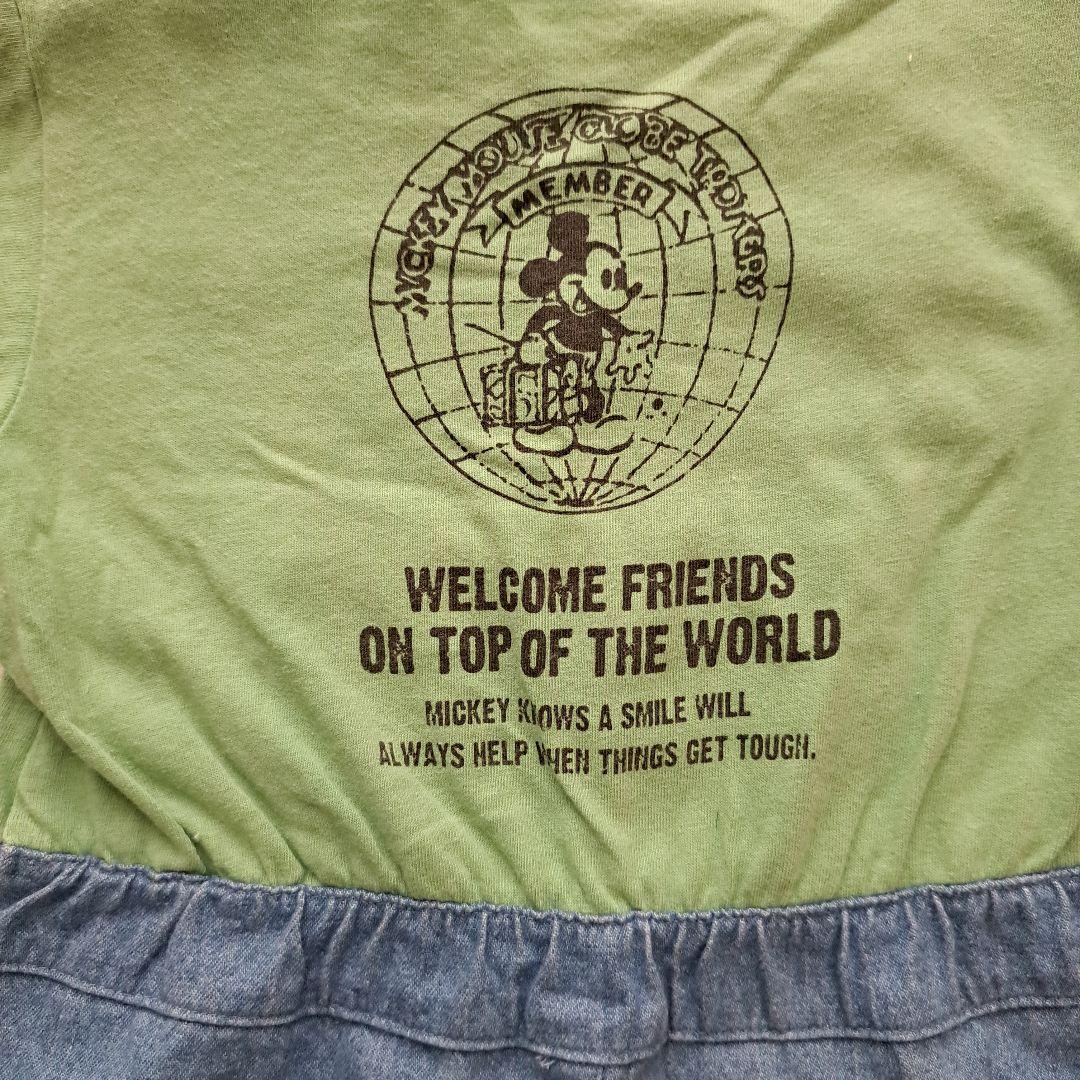 MICKEY MOUSE GLOBE TROTTERS
MEMBER
WELCOME FRIENDS
ON TOP OF THE WORLD
MICKEY KNOWS A SMILE WILL
ALWAYS HELP WHEN THINGS GET TOUGH.